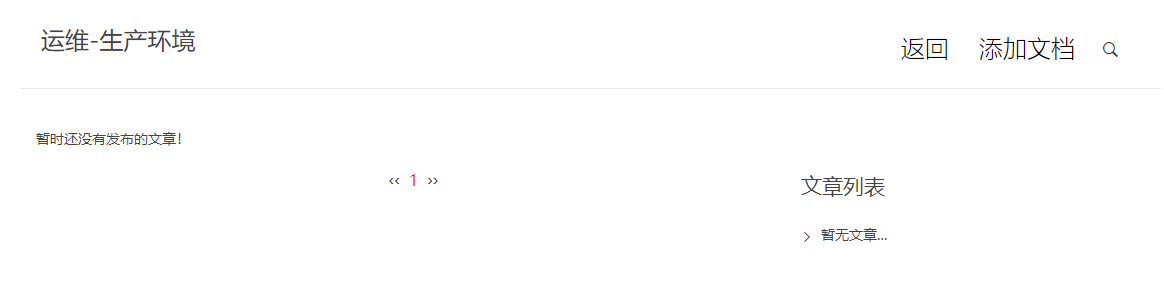 运维-生产环境
返回 添加文档
暂时还没有发布的文章!
‹‹ 1 ››
文章列表
暂无文章...